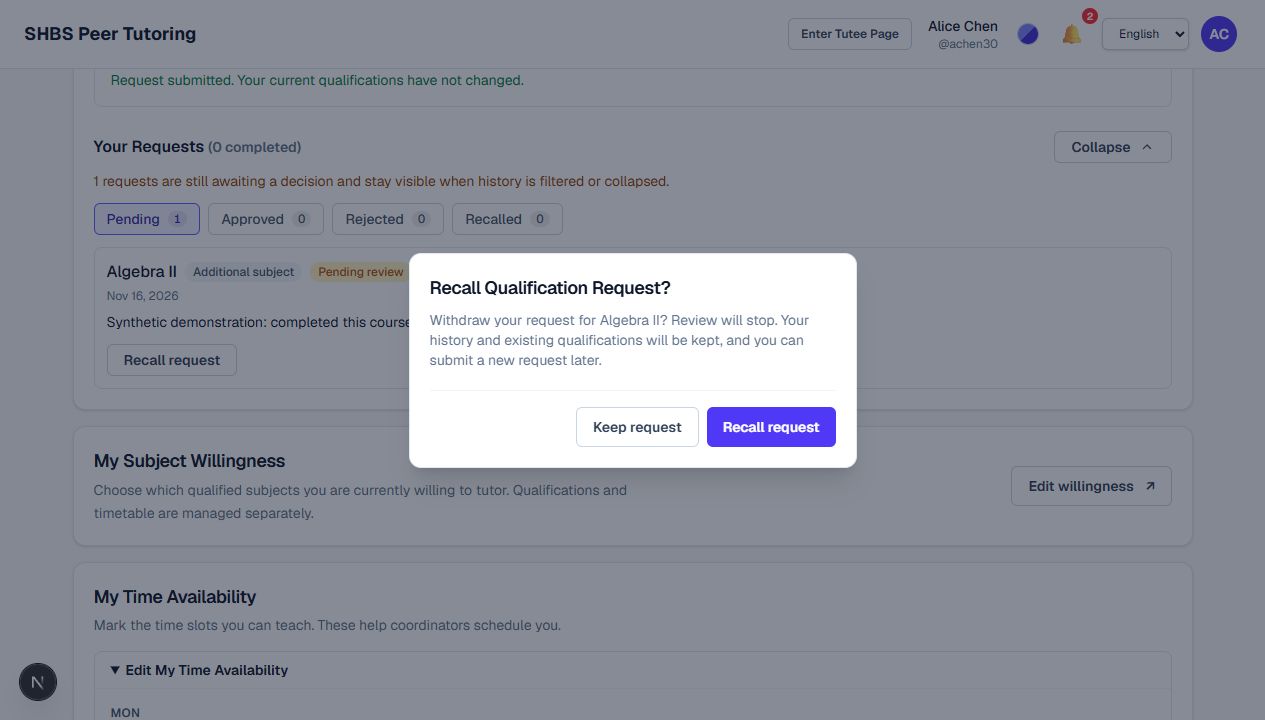 SHBS Peer Tutoring
Enter Tutee Page
Alice Chen
@achen30
2
English
AC
Request submitted. Your current qualifications have not changed.
Your Requests (0 completed)
Collapse
1 requests are still awaiting a decision and stay visible when history is filtered or collapsed.
Pending 1
Approved 0
Rejected 0
Recalled 0
Algebra II
Additional subject
Pending review
Nov 16, 2026
Synthetic demonstration: completed this course
Recall request
Recall Qualification Request?
Withdraw your request for Algebra II? Review will stop. Your
history and existing qualifications will be kept, and you can
submit a new request later.
Keep request
Recall request
My Subject Willingness
Choose which qualified subjects you are currently willing to tutor. Qualifications and
timetable are managed separately.
Edit willingness
My Time Availability
Mark the time slots you can teach. These help coordinators schedule you.
Edit My Time Availability
N
MON